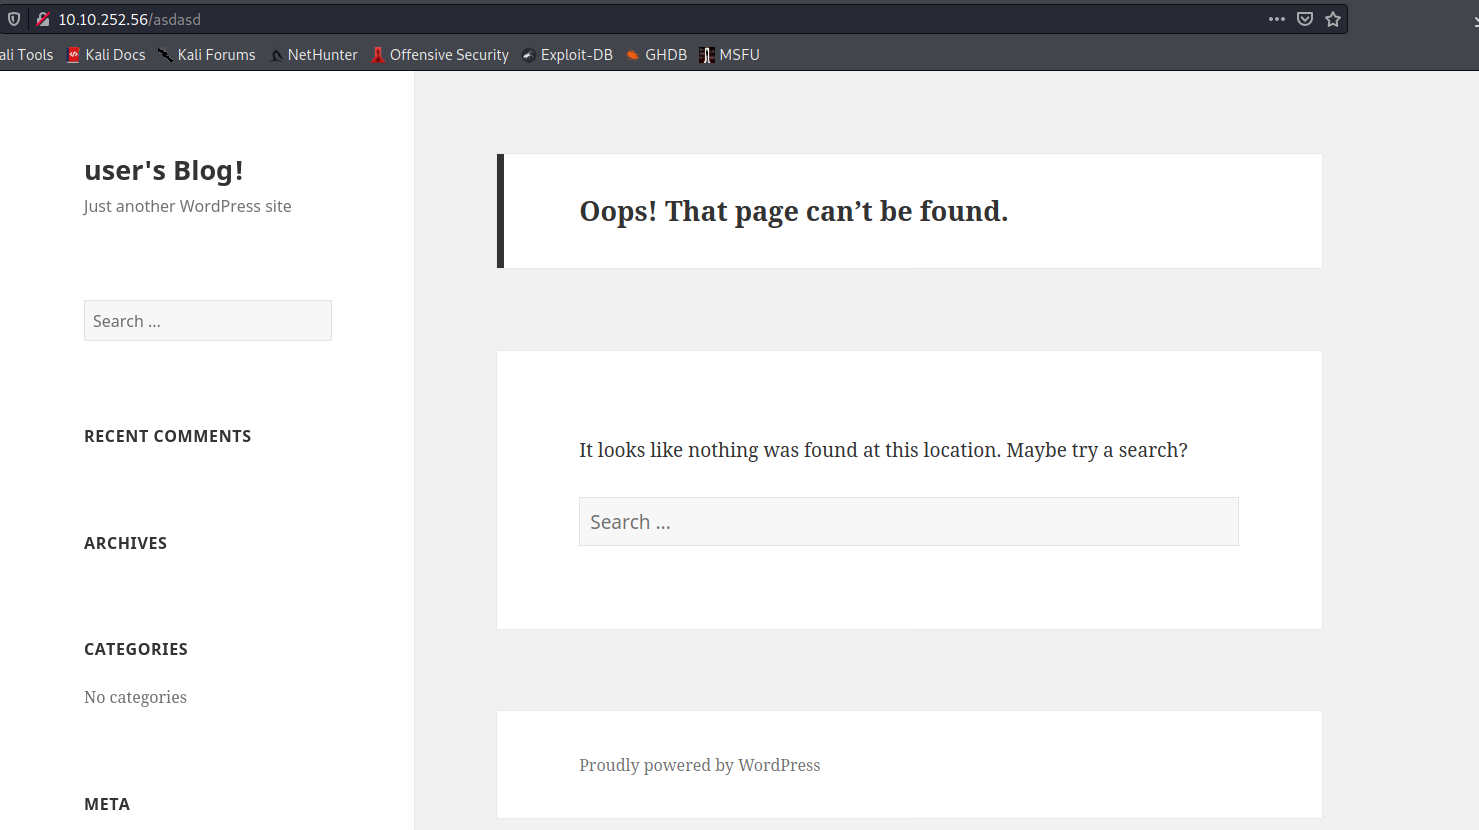 10.10.252.56/asdasd
ali Tools Kali Docs Kali Forums NetHunter Offensive Security Exploit-DB GHDB MSFU
user's Blog!
Just another WordPress site
Search …
RECENT COMMENTS
ARCHIVES
CATEGORIES
No categories
META
Oops! That page can’t be found.
It looks like nothing was found at this location. Maybe try a search?
Search …
Proudly powered by WordPress